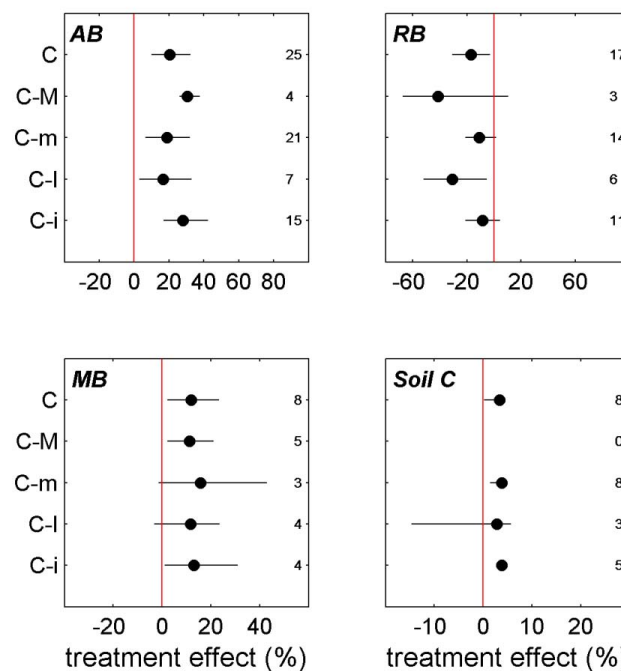 AB
C 25
C-M 4
C-m 21
C-I 7
C-i 15
-20 0 20 40 60 80
RB
17
3
14
6
11
-60 -20 20 60
MB
C 8
C-M 5
C-m 3
C-I 4
C-i 4
-20 0 20 40
treatment effect (%)
Soil C
8
0
8
3
5
-10 0 10 20
treatment effect (%)